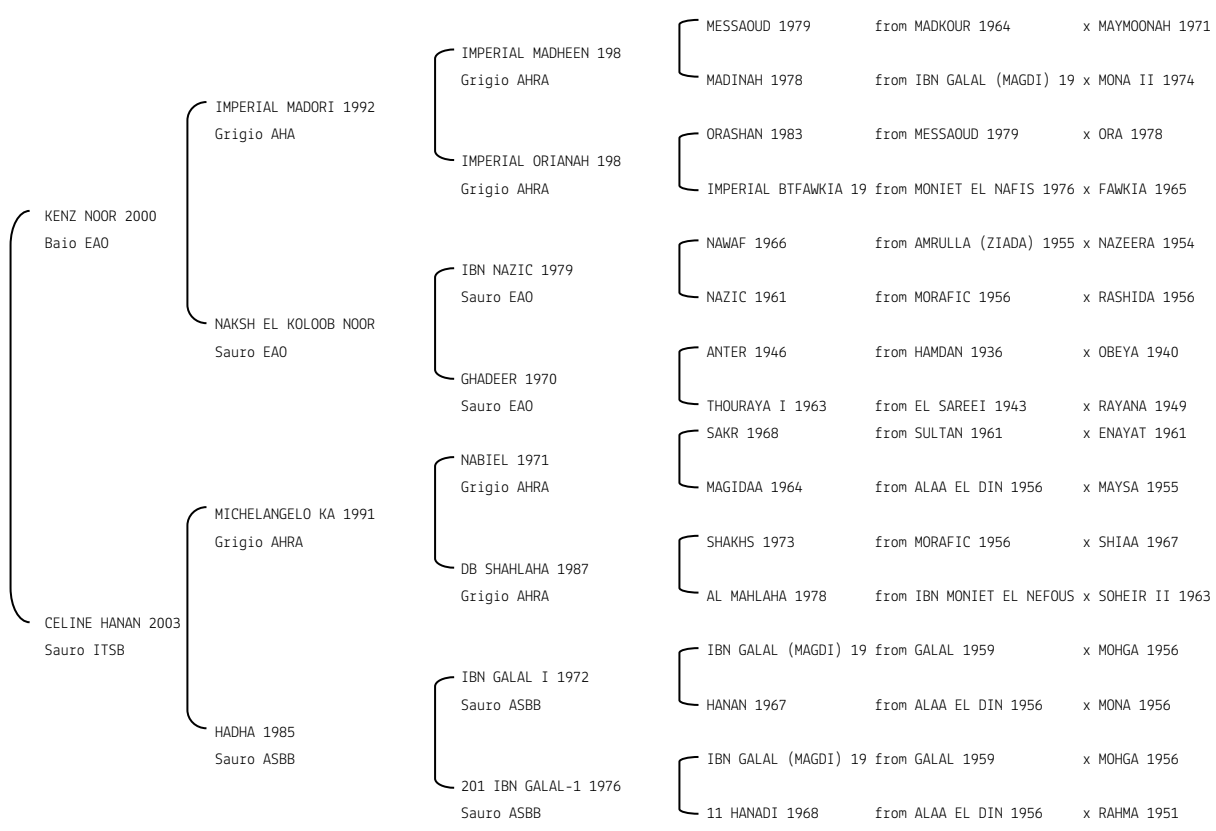 MESSAOUD 1979 from MADKOUR 1964 x MAYMOONAH 1971
IMPERIAL MADHEEN 198
Grigio AHRA
MADINAH 1978 from IBN GALAL (MAGDI) 19 x MONA II 1974
IMPERIAL MADORI 1992
Grigio AHA
ORASHAN 1983 from MESSAOUD 1979 x ORA 1978
IMPERIAL ORIANAH 198
Grigio AHRA
IMPERIAL BTFAWKIA 19 from MONIET EL NAFIS 1976 x FAWKIA 1965
KENZ NOOR 2000
Baio EAO
NAWAF 1966 from AMRULLA (ZIADA) 1955 x NAZEERA 1954
IBN NAZIC 1979
Sauro EAO
NAZIC 1961 from MORAFIC 1956 x RASHIDA 1956
NAKSH EL KOLOOB NOOR
Sauro EAO
ANTER 1946 from HAMDAN 1936 x OBEYA 1940
GHADEER 1970
Sauro EAO
THOURAYA I 1963 from EL SAREEI 1943 x RAYANA 1949
SAKR 1968 from SULTAN 1961 x ENAYAT 1961
NABIEL 1971
Grigio AHRA
MAGIDAA 1964 from ALAA EL DIN 1956 x MAYSA 1955
MICHELANGELO KA 1991
Grigio AHRA
SHAKHS 1973 from MORAFIC 1956 x SHIAA 1967
DB SHAHLAHA 1987
Grigio AHRA
AL MAHLAHA 1978 from IBN MONIET EL NEFOUS x SOHEIR II 1963
CELINE HANAN 2003
Sauro ITSB
IBN GALAL (MAGDI) 19 from GALAL 1959 x MOHGA 1956
IBN GALAL I 1972
Sauro ASBB
HANAN 1967 from ALAA EL DIN 1956 x MONA 1956
HADHA 1985
Sauro ASBB
IBN GALAL (MAGDI) 19 from GALAL 1959 x MOHGA 1956
201 IBN GALAL-1 1976
Sauro ASBB
11 HANADI 1968 from ALAA EL DIN 1956 x RAHMA 1951